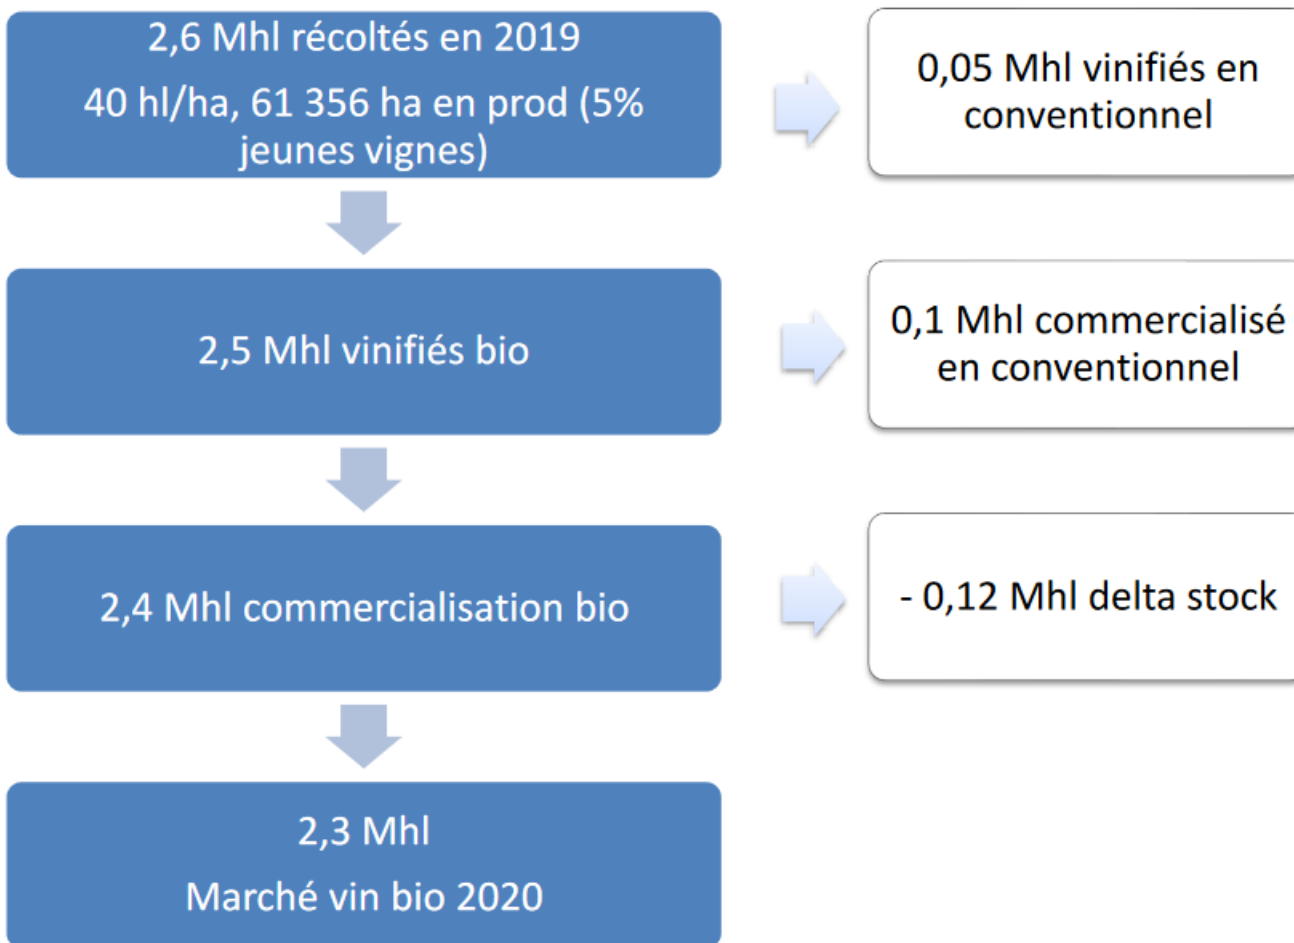 2,6 Mhl récoltés en 2019
40 hl/ha, 61 356 ha en prod (5%
jeunes vignes)
0,05 Mhl vinifiés en
conventionnel
2,5 Mhl vinifiés bio
0,1 Mhl commercialisé
en conventionnel
2,4 Mhl commercialisation bio
- 0,12 Mhl delta stock
2,3 Mhl
Marché vin bio 2020